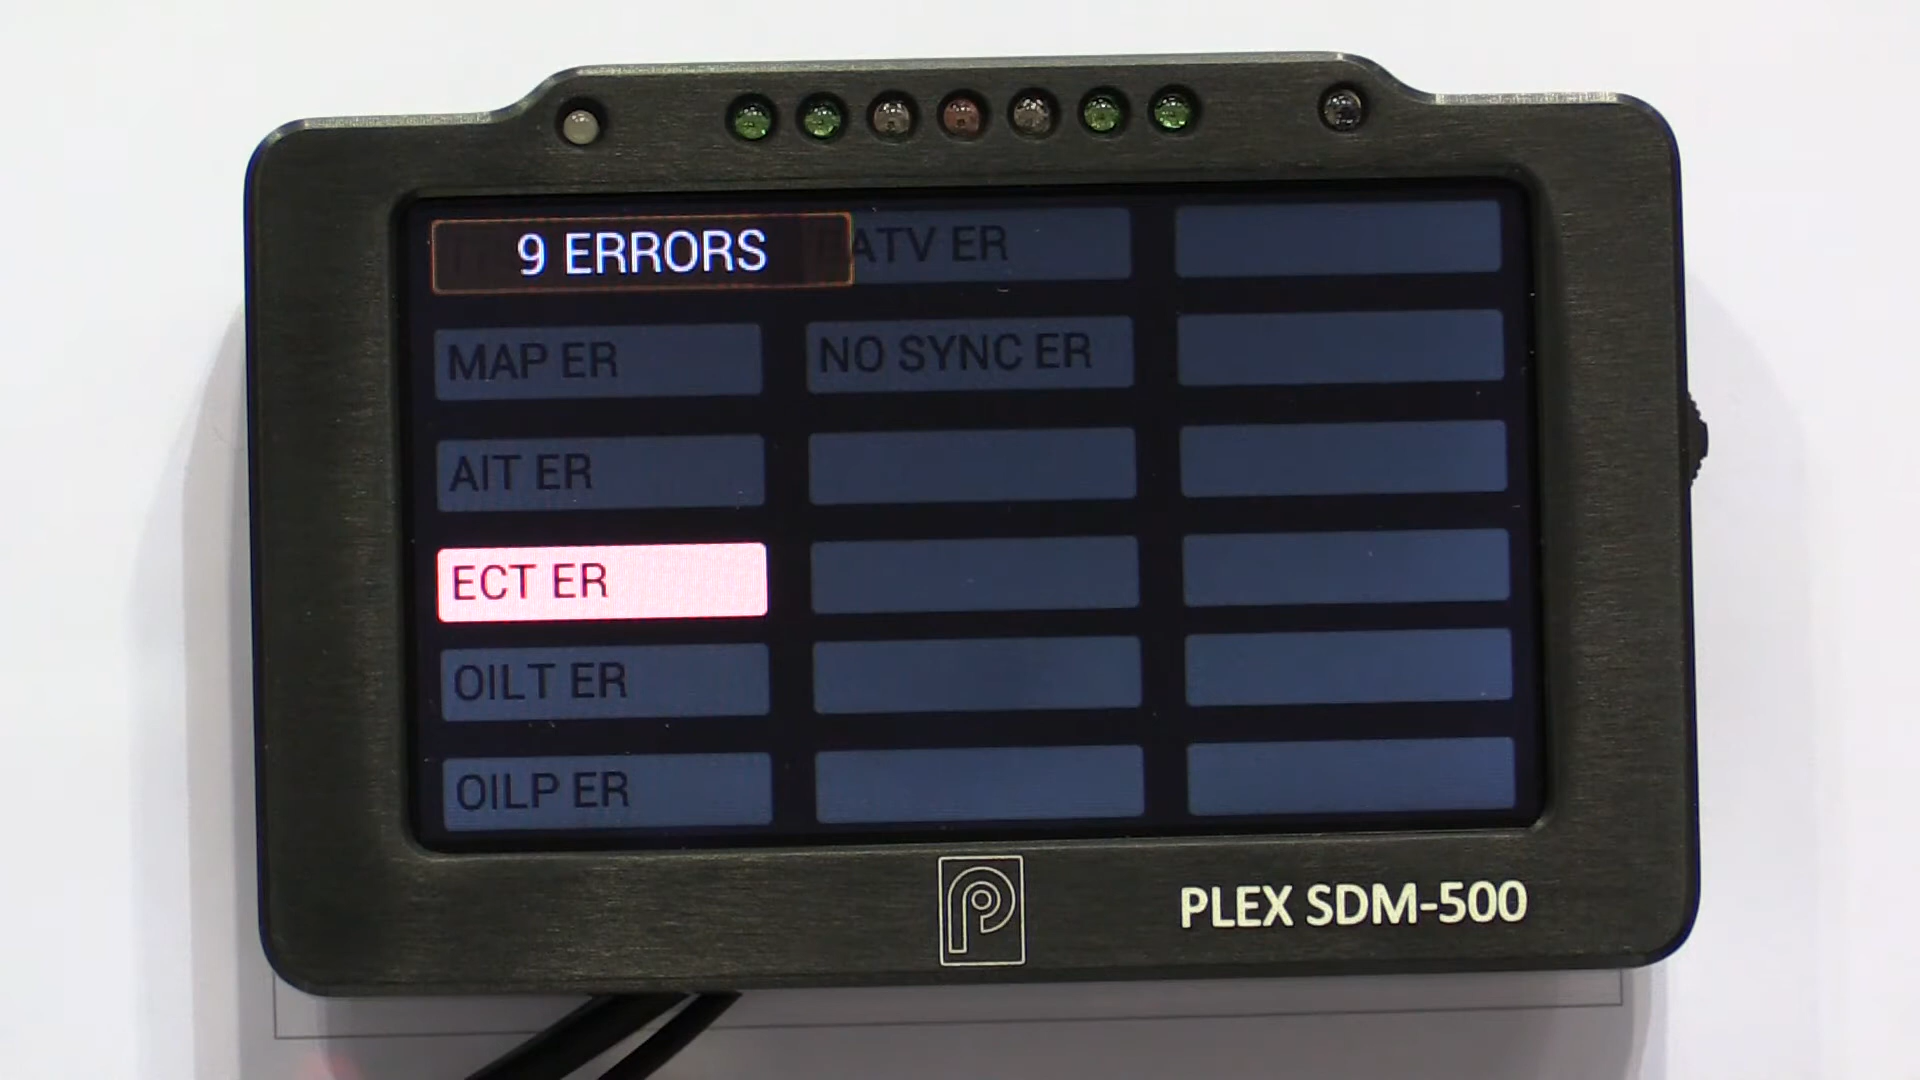 9 ERRORS
ATV ER
MAP ER
NO SYNC ER
AIT ER
ECT ER
OILT ER
OILP ER
PLEX SDM-500